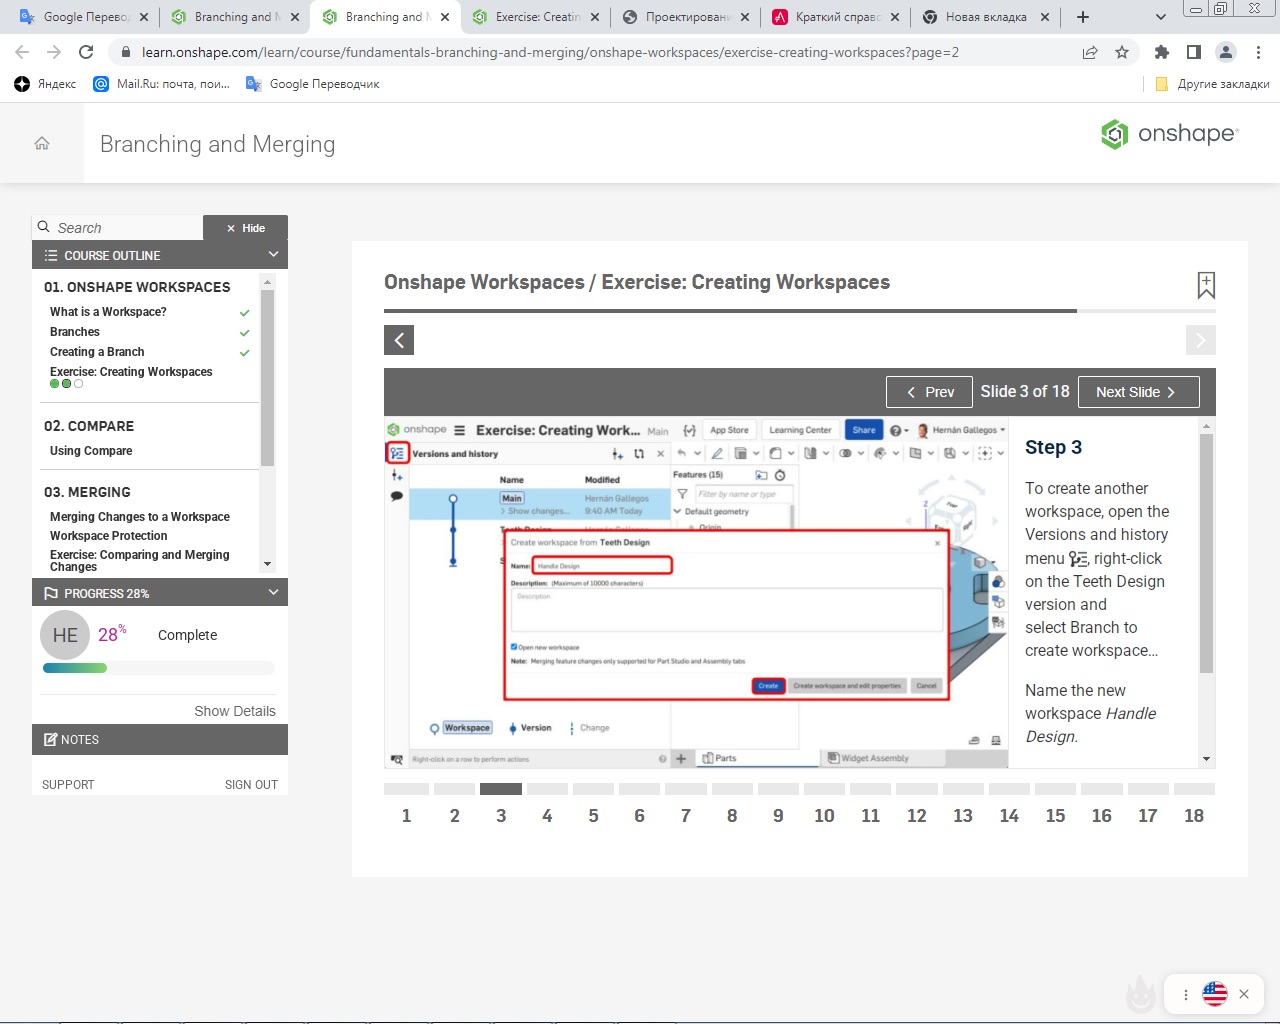 Google Перевод
Branching and M
Branching and M
Exercise: Creatin
Проектировани
Краткий справо
Новая вкладка
learn.onshape.com/learn/course/fundamentals-branching-and-merging/onshape-workspaces/exercise-creating-workspaces?page=2
Яндекс
Mail.Ru: почта, пои...
Google Переводчик
Другие закладки
Branching and Merging
onshape
Search
Hide
COURSE OUTLINE
01. ONSHAPE WORKSPACES
What is a Workspace?
Branches
Creating a Branch
Exercise: Creating Workspaces
02. COMPARE
Using Compare
03. MERGING
Merging Changes to a Workspace
Workspace Protection
Exercise: Comparing and Merging
Changes
PROGRESS 28%
HE
28%
Complete
Show Details
NOTES
SUPPORT
SIGN OUT
Onshape Workspaces / Exercise: Creating Workspaces
Prev
Slide 3 of 18
Next Slide
onshape
Exercise: Creating Work...
Main
App Store
Learning Center
Share
Hernán Gallegos
Versions and history
Name
Modified
Main
Hernán Gallegos
> Show changes...
9:40 AM Today
Features (15)
Filter by name or type
Default geometry
Origin
Create workspace from Teeth Design
Name:
Handle Design
Description: (Maximum of 10000 characters)
Description
Open new workspace
Note: Merging feature changes only supported for Part Studio and Assembly tabs
Create
Create workspace and edit properties
Cancel
Workspace
Version
Change
Right-click on a row to perform actions
Parts
Widget Assembly
Step 3
To create another
workspace, open the
Versions and history
menu , right-click
on the Teeth Design
version and
select Branch to
create workspace...
Name the new
workspace Handle
Design.
1 2 3 4 5 6 7 8 9 10 11 12 13 14 15 16 17 18